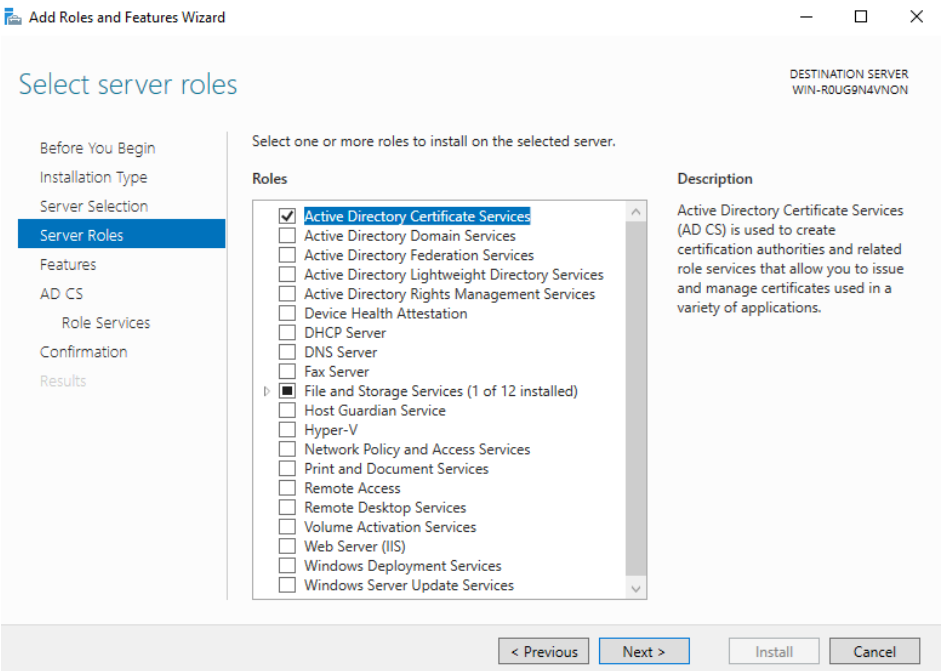 Add Roles and Features Wizard
Select server roles
DESTINATION SERVER
WIN-R0UG9N4VNON
Before You Begin
Installation Type
Server Selection
Server Roles
Features
AD CS
Role Services
Confirmation
Results
Select one or more roles to install on the selected server.
Roles
Active Directory Certificate Services
Active Directory Domain Services
Active Directory Federation Services
Active Directory Lightweight Directory Services
Active Directory Rights Management Services
Device Health Attestation
DHCP Server
DNS Server
Fax Server
File and Storage Services (1 of 12 installed)
Host Guardian Service
Hyper-V
Network Policy and Access Services
Print and Document Services
Remote Access
Remote Desktop Services
Volume Activation Services
Web Server (IIS)
Windows Deployment Services
Windows Server Update Services
Description
Active Directory Certificate Services
(AD CS) is used to create
certification authorities and related
role services that allow you to issue
and manage certificates used in a
variety of applications.
< Previous
Next >
Install
Cancel